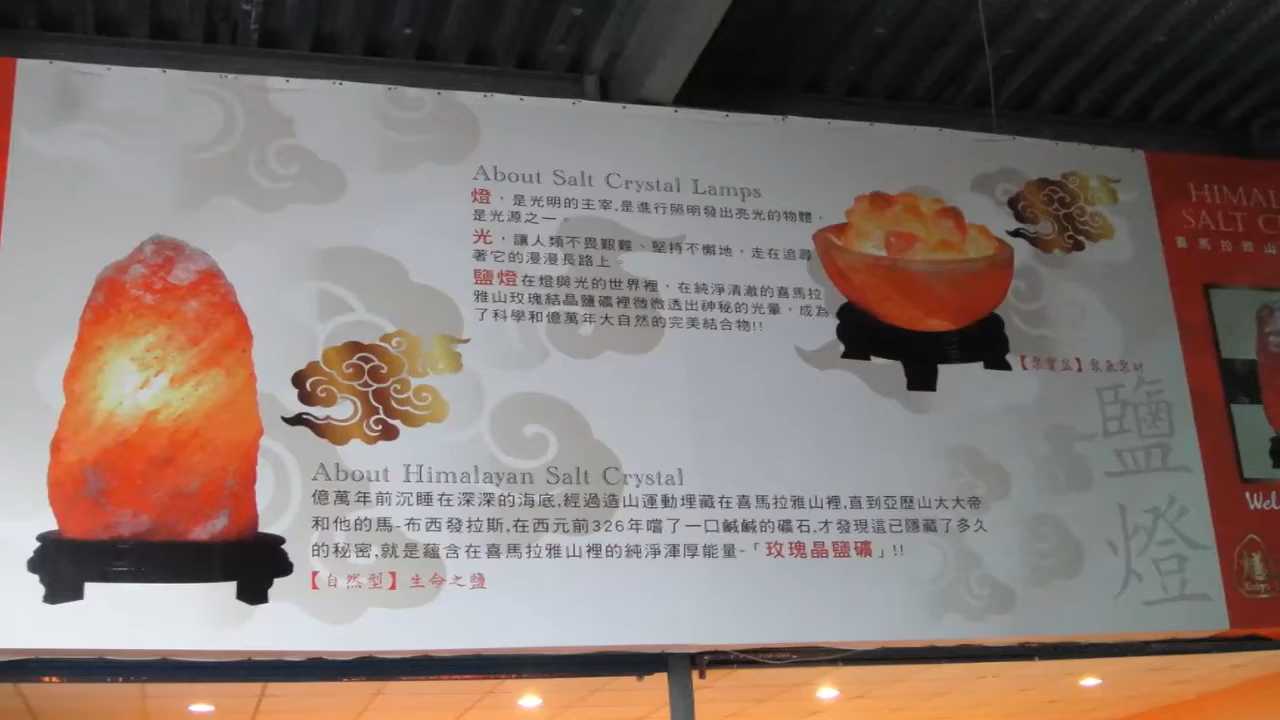 About Salt Crystal Lamps
燈，是光明的主宰,是進行照明發出亮光的物體，
是光源之一。
光，讓人類不畏艱難、堅持不懈地，走在追尋
著它的漫漫長路上。
鹽燈在燈與光的世界裡，在純淨清澈的喜馬拉
雅山玫瑰結晶鹽礦裡微微透出神秘的光暈，成為
了科學和億萬年大自然的完美結合物!!
【聚寶盆】聚氣聚財
鹽燈
About Himalayan Salt Crystal
億萬年前沉睡在深深的海底,經過造山運動埋藏在喜馬拉雅山裡,直到亞歷山大大帝
和他的馬-布西發拉斯,在西元前326年嚐了一口鹹鹹的礦石,才發現這已隱藏了多久
的秘密,就是蘊含在喜馬拉雅山裡的純淨渾厚能量-「玫瑰晶鹽礦」!!
【自然型】生命之鹽
SALT
喜馬拉雅山